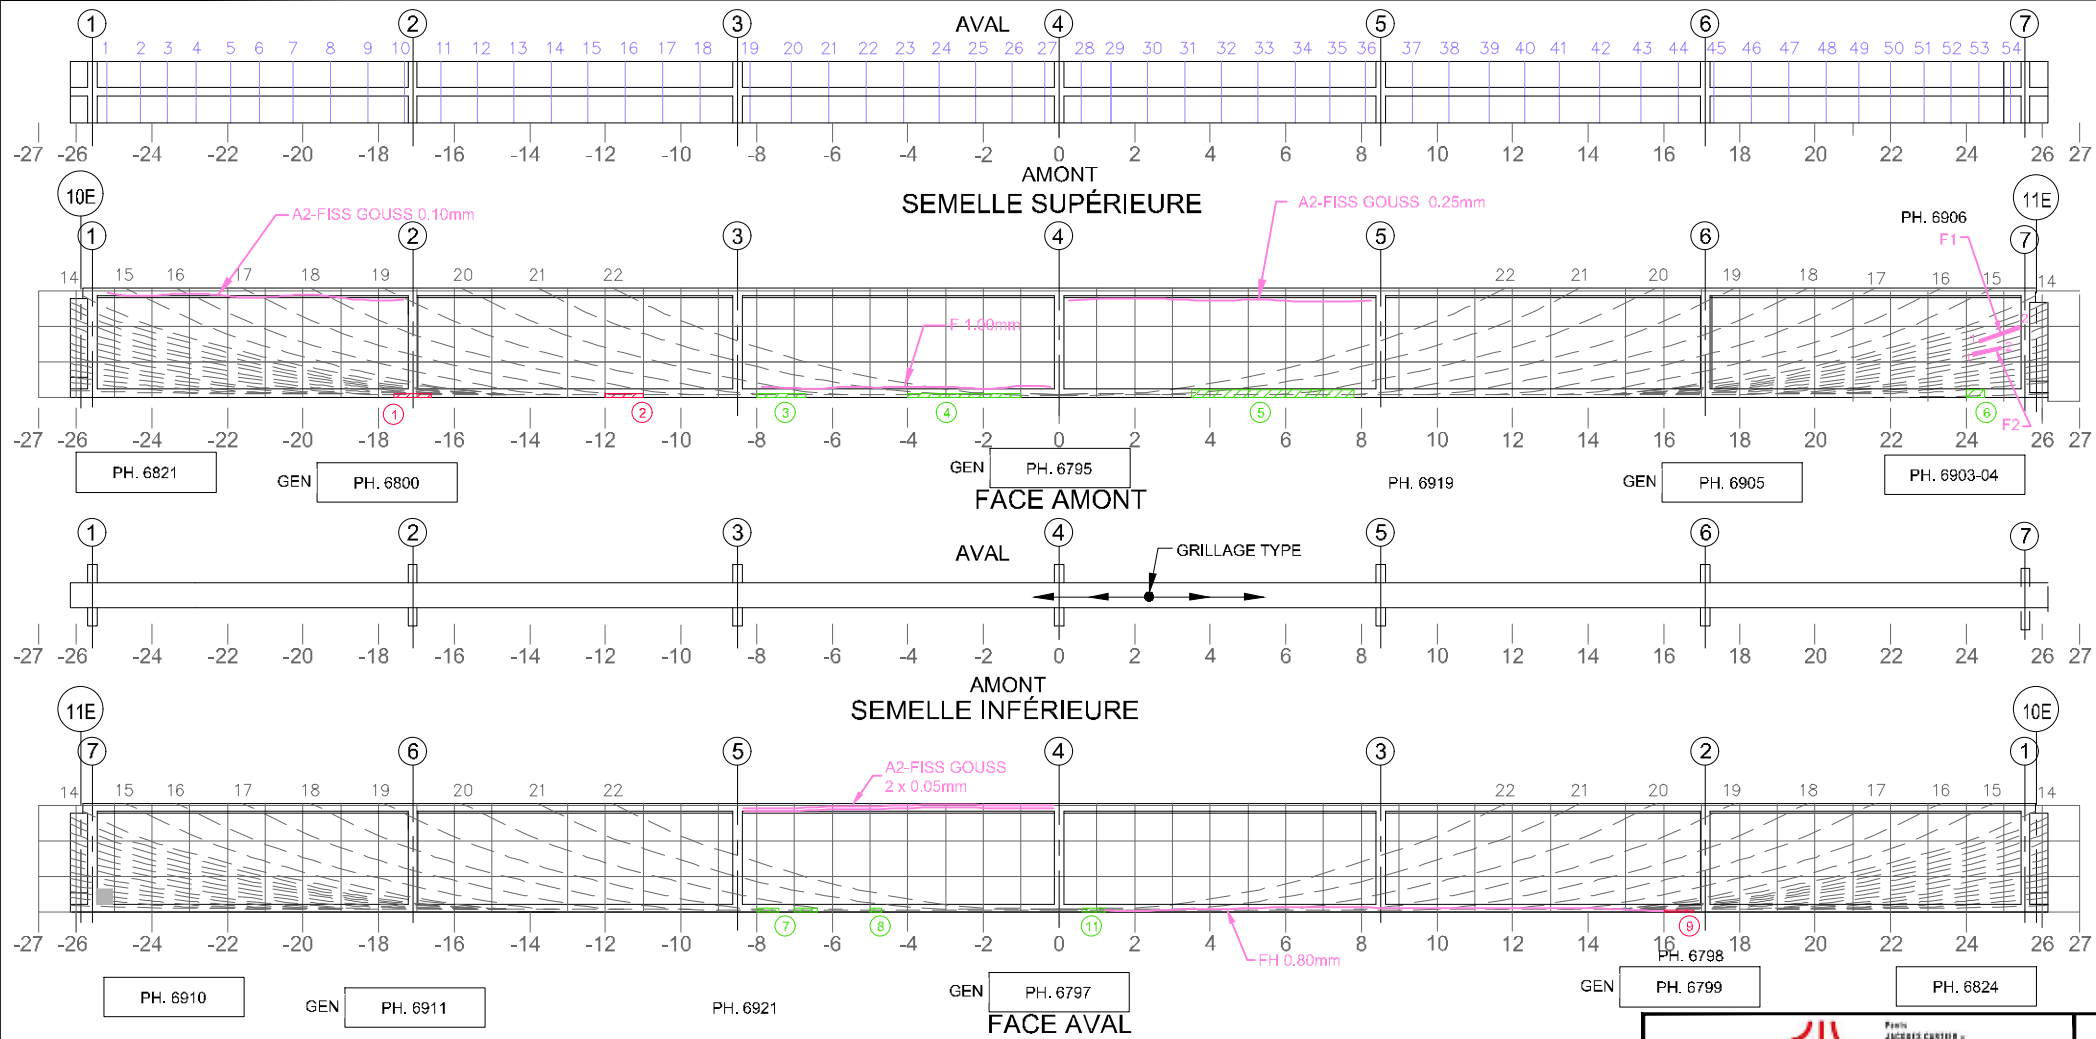 1 2 3 AVAL 4 5 6 7
1 2 3 4 5 6 7 8 9 10 11 12 13 14 15 16 17 18 19 20 21 22 23 24 25 26 27 28 29 30 31 32 33 34 35 36 37 38 39 40 41 42 43 44 45 46 47 48 49 50 51 52 53 54
-27 -26 -24 -22 -20 -18 -16 -14 -12 -10 -8 -6 -4 -2 0 2 4 6 8 10 12 14 16 18 20 22 24 26 27
AMONT
SEMELLE SUPÉRIEURE
10E 11E
A2-FISS GOUSS 0.10mm
A2-FISS GOUSS 0.25mm
PH. 6906
1 2 3 4 5 6 7
F1
14 15 16 17 18 19 20 21 22 22 21 20 19 18 17 16 15 14
F 1.00mm
1 2 3 4 5 6
F2
-27 -26 -24 -22 -20 -18 -16 -14 -12 -10 -8 -6 -4 -2 0 2 4 6 8 10 12 14 16 18 20 22 24 26 27
PH. 6821
GEN PH. 6800
GEN PH. 6795
PH. 6919
GEN PH. 6905
PH. 6903-04
FACE AMONT
1 2 3 4 5 6 7
AVAL
GRILLAGE TYPE
-27 -26 -24 -22 -20 -18 -16 -14 -12 -10 -8 -6 -4 -2 0 2 4 6 8 10 12 14 16 18 20 22 24 26 27
AMONT
SEMELLE INFÉRIEURE
11E 10E
7 6 5 4 3 2 1
A2-FISS GOUSS
2 x 0.05mm
14 15 16 17 18 19 20 21 22 22 21 20 19 18 17 16 15 14
7 8 11 9
-27 -26 -24 -22 -20 -18 -16 -14 -12 -10 -8 -6 -4 -2 0 2 4 6 8 10 12 14 16 18 20 22 24 26 27
FH 0.80mm
PH. 6798
PH. 6910
GEN PH. 6911
PH. 6921
GEN PH. 6797
GEN PH. 6799
PH. 6824
FACE AVAL
Ponts
JACQUES CARTIER